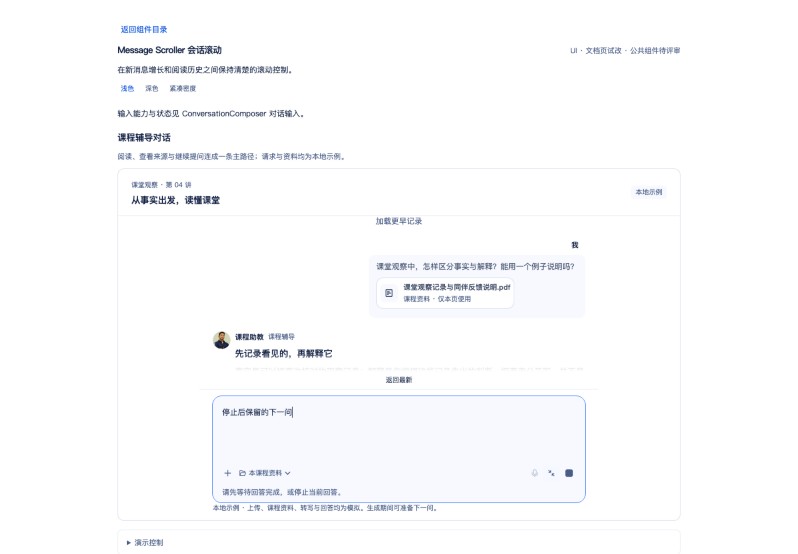 返回组件目录
Message Scroller 会话滚动
UI · 文档页试改 · 公共组件待评审
在新消息增长和阅读历史之间保持清楚的滚动控制。
浅色 深色 紧凑密度
输入能力与状态见 ConversationComposer 对话输入。
课程辅导对话
阅读、查看来源与继续提问连成一条主路径；请求与资料均为本地示例。
课堂观察 · 第 04 讲
从事实出发，读懂课堂
本地示例
加载更早记录
我
课堂观察中，怎样区分事实与解释？能用一个例子说明吗？
课堂观察记录与同伴反馈说明.pdf
课程资料 · 仅本页使用
课程助教 课程辅导
先记录看见的，再解释它
返回最新
停止后保留的下一问
本课程资料
请先等待回答完成，或停止当前回答。
本地示例 · 上传、课程资料、转写与回答均为模拟。生成期间可准备下一问。
演示控制